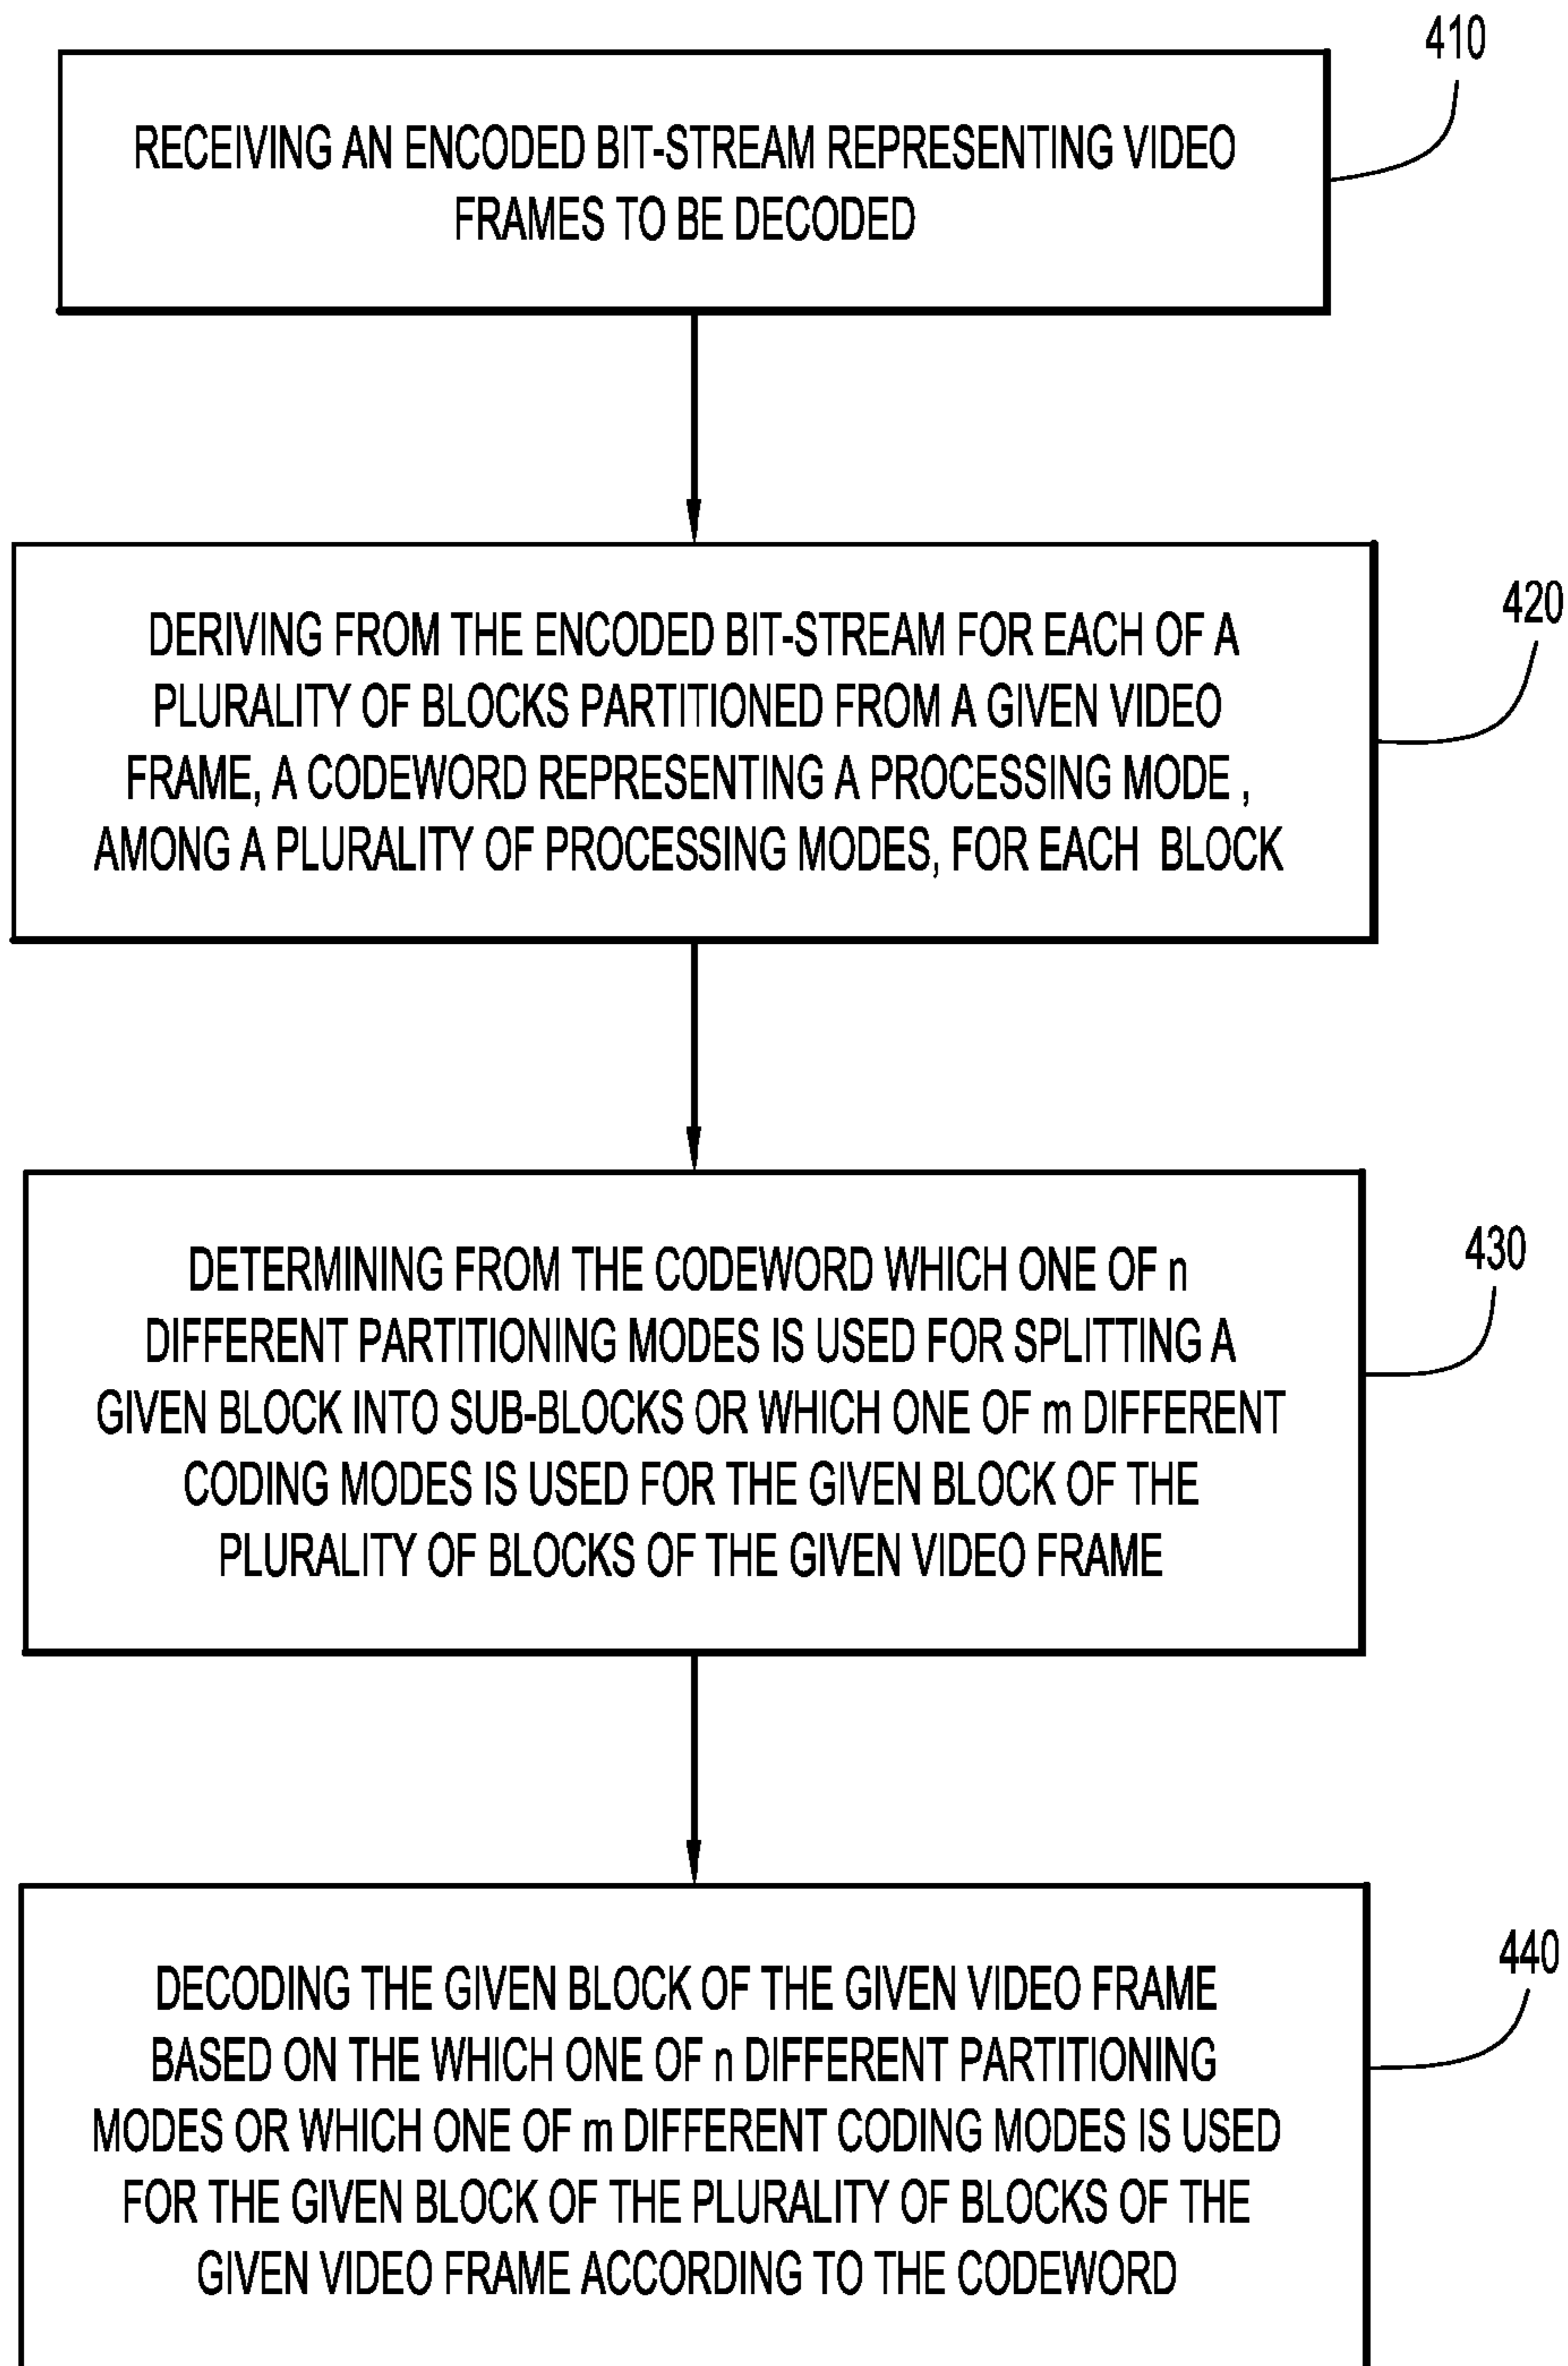 410
RECEIVING AN ENCODED BIT-STREAM REPRESENTING VIDEO
FRAMES TO BE DECODED
420
DERIVING FROM THE ENCODED BIT-STREAM FOR EACH OF A
PLURALITY OF BLOCKS PARTITIONED FROM A GIVEN VIDEO
FRAME, A CODEWORD REPRESENTING A PROCESSING MODE ,
AMONG A PLURALITY OF PROCESSING MODES, FOR EACH BLOCK
430
DETERMINING FROM THE CODEWORD WHICH ONE OF n
DIFFERENT PARTITIONING MODES IS USED FOR SPLITTING A
GIVEN BLOCK INTO SUB-BLOCKS OR WHICH ONE OF m DIFFERENT
CODING MODES IS USED FOR THE GIVEN BLOCK OF THE
PLURALITY OF BLOCKS OF THE GIVEN VIDEO FRAME
440
DECODING THE GIVEN BLOCK OF THE GIVEN VIDEO FRAME
BASED ON THE WHICH ONE OF n DIFFERENT PARTITIONING
MODES OR WHICH ONE OF m DIFFERENT CODING MODES IS USED
FOR THE GIVEN BLOCK OF THE PLURALITY OF BLOCKS OF THE
GIVEN VIDEO FRAME ACCORDING TO THE CODEWORD